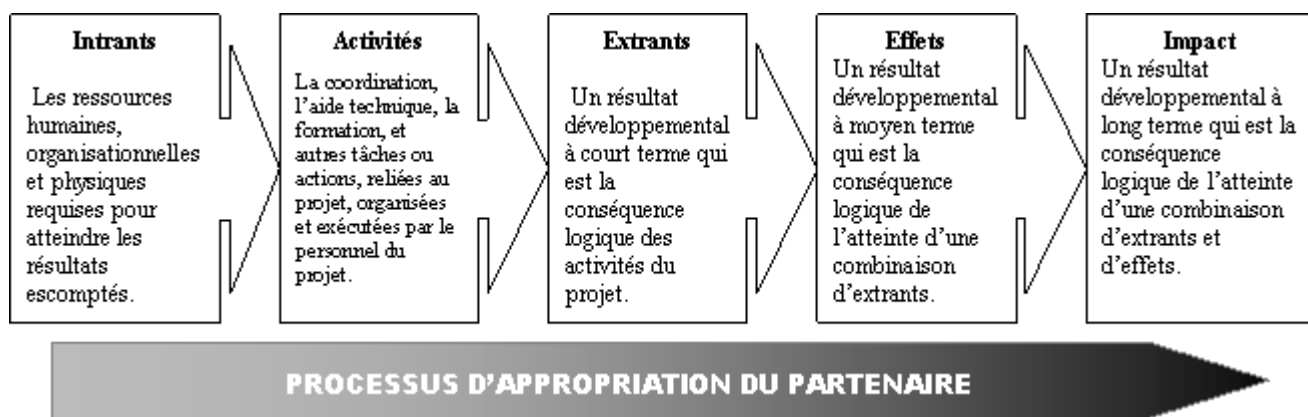 Intrants
Les ressources
humaines,
organisationnelles
et physiques
requises pour
atteindre les
résultats
escomptés.
Activités
La coordination,
l'aide technique, la
formation, et
autres tâches ou
actions, reliées au
projet, organisées
et exécutées par le
personnel du
projet.
Extrants
Un résultat
développemental
à court terme qui
est la
conséquence
logique des
activités du
projet.
Effets
Un résultat
développemental
à moyen terme
qui est la
conséquence
logique de
l'atteinte d'une
combinaison
d'extrants.
Impact
Un résultat
développemental à
long terme qui est la
conséquence
logique de l'atteinte
d'une combinaison
d'extrants et
d'effets.
PROCESSUS D'APPROPRIATION DU PARTENAIRE